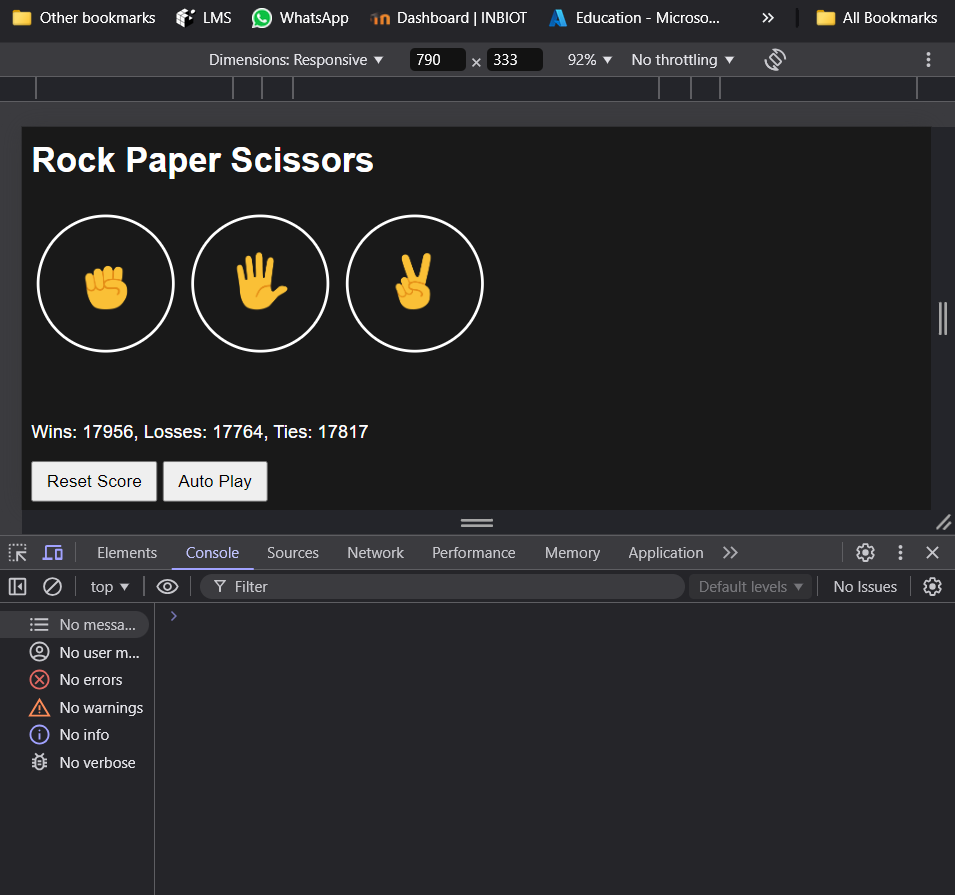 Other bookmarks LMS WhatsApp Dashboard | INBIOT Education - Microso... » All Bookmarks
Dimensions: Responsive 790 × 333 92% No throttling
Rock Paper Scissors
Wins: 17956, Losses: 17764, Ties: 17817
Reset Score Auto Play
Elements Console Sources Network Performance Memory Application
top Filter Default levels No Issues
No messa...
No user m...
No errors
No warnings
No info
No verbose